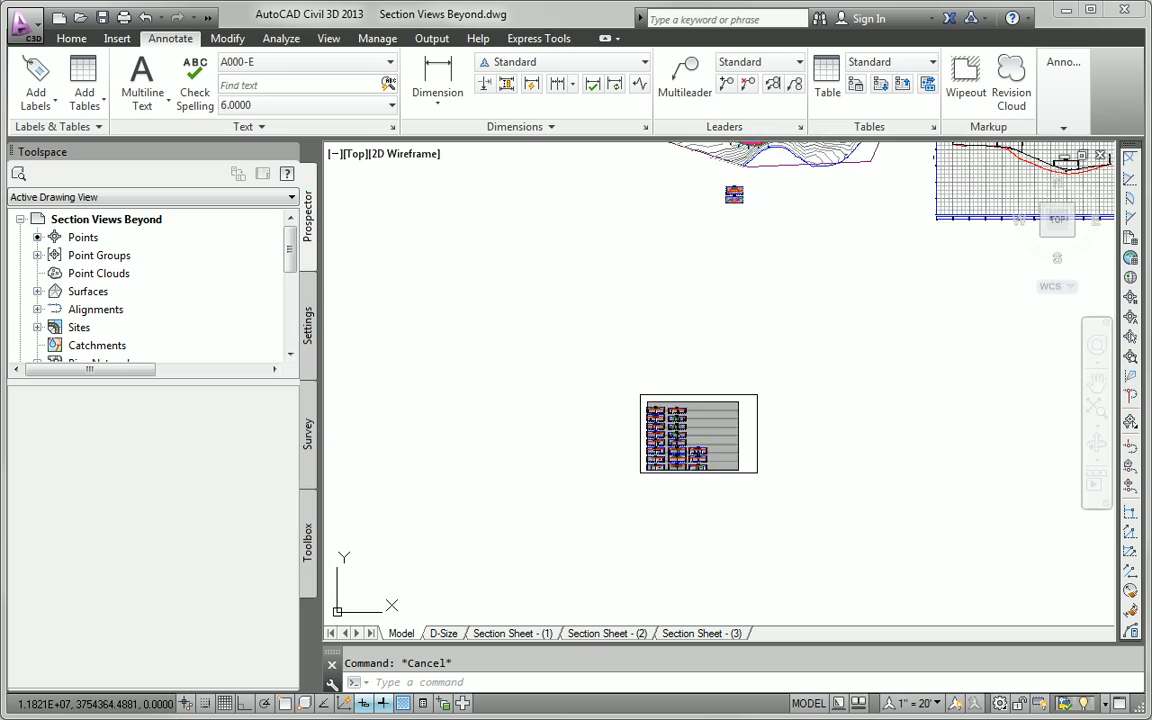 AutoCAD Civil 3D 2013 Section Views Beyond.dwg
Type a keyword or phrase
Sign In
C3D
Home Insert Annotate Modify View Analyze View Manage Output Help Express Tools
Add Labels
Add Tables
Labels & Tables
Multiline Text
ABC Check Spelling
A000-E
Find text
6.0000
Text
Dimension
Standard
Dimensions
Multileader
Standard
Leaders
Table
Standard
Tables
Wipeout
Revision Cloud
Markup
Anno...
Toolspace
Active Drawing View
Section Views Beyond
Points
Point Groups
Point Clouds
Surfaces
Alignments
Sites
Catchments
Prospector
Settings
Survey
Toolbox
[−][Top][2D Wireframe]
TOP
S
WCS
Y
X
Model D-Size Section Sheet - (1) Section Sheet - (2) Section Sheet - (3)
Command: *Cancel*
Type a command
1.1821E+07, 3754364.4881, 0.0000
MODEL
1" = 20'